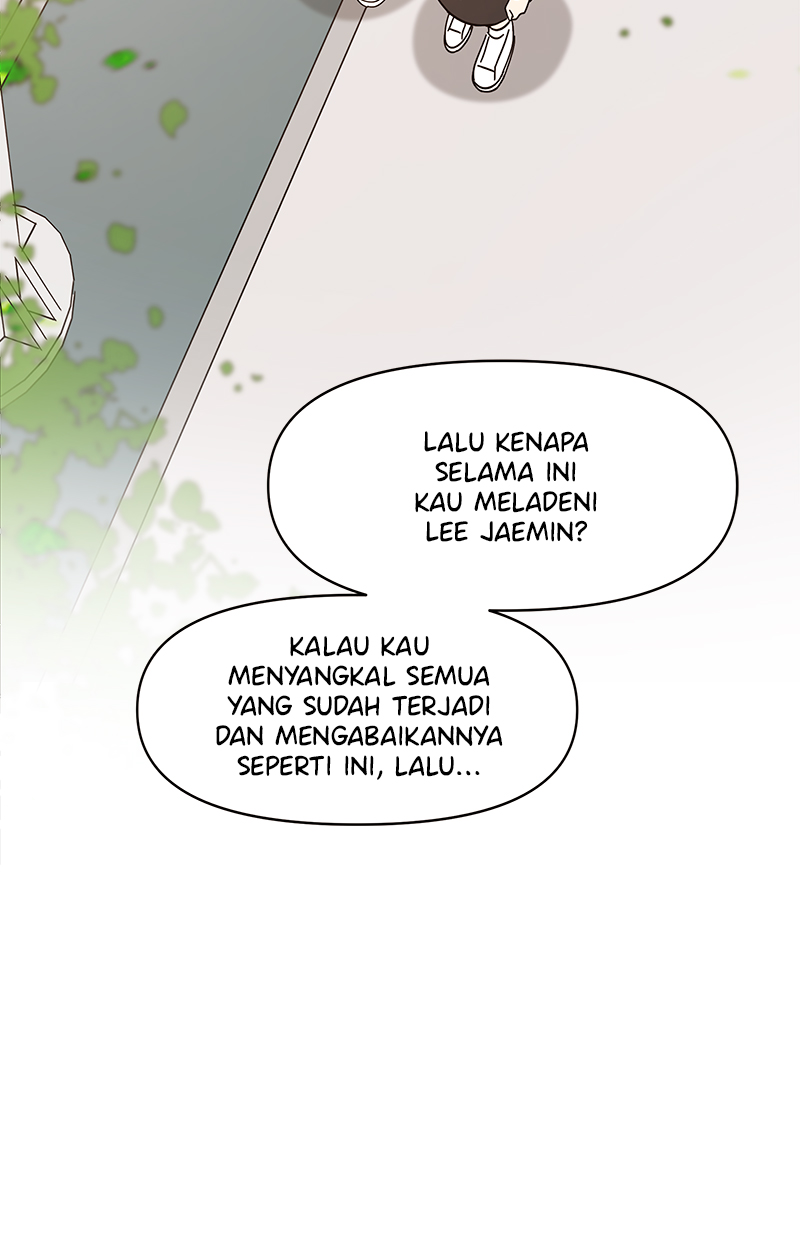 LALU KENAPA
SELAMA INI
KAU MELADENI
LEE JAEMIN?
KALAU KAU
MENYANGKAL SEMUA
YANG SUDAH TERJADI
DAN MENGABAIKANNYA
SEPERTI INI, LALU...